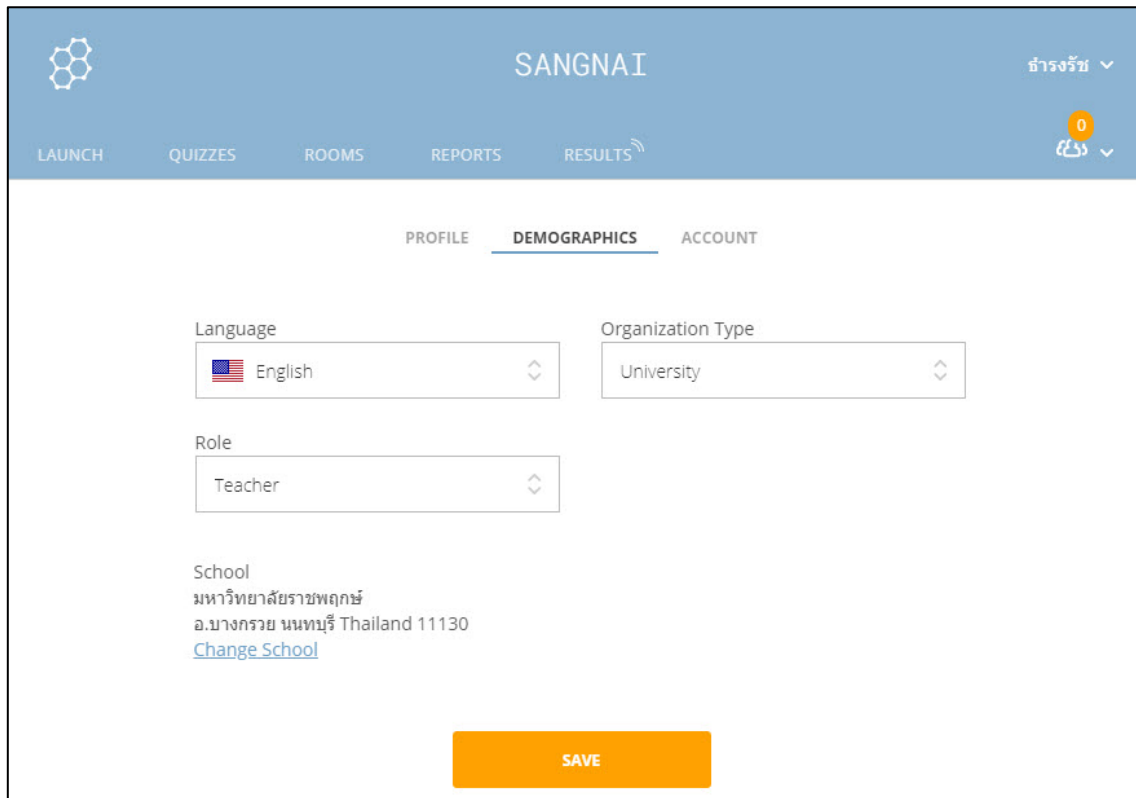 SANGNAI
ธำรงรัช
0
LAUNCH QUIZZES ROOMS REPORTS RESULTS
PROFILE DEMOGRAPHICS ACCOUNT
Language Organization Type
English University
Role
Teacher
School
มหาวิทยาลัยราชพฤกษ์
อ.บางกรวย นนทบุรี Thailand 11130
Change School
SAVE